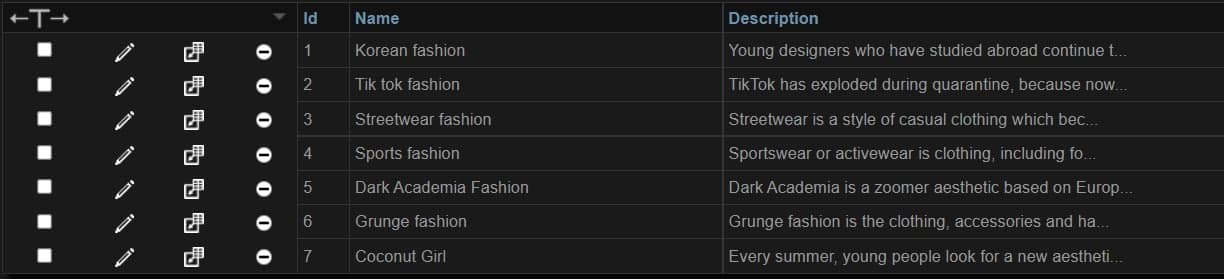 Id Name Description
1 Korean fashion Young designers who have studied abroad continue t...
2 Tik tok fashion TikTok has exploded during quarantine, because now...
3 Streetwear fashion Streetwear is a style of casual clothing which bec...
4 Sports fashion Sportswear or activewear is clothing, including fo...
5 Dark Academia Fashion Dark Academia is a zoomer aesthetic based on Europ...
6 Grunge fashion Grunge fashion is the clothing, accessories and ha...
7 Coconut Girl Every summer, young people look for a new aestheti...